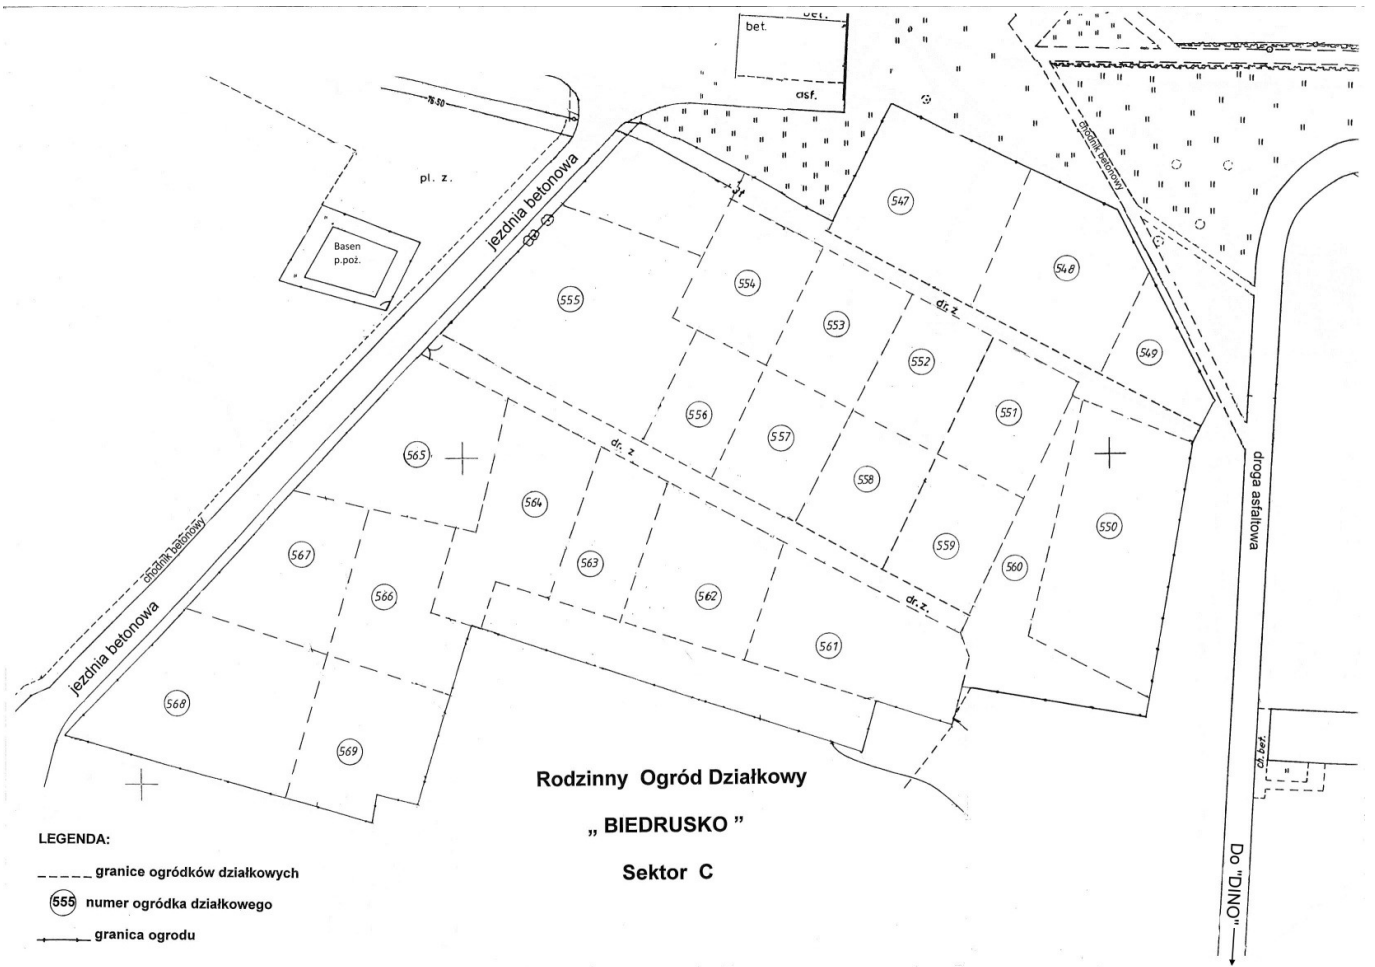 bet.
bet.
asf.
76.50
chodnik betonowy
pl. z.
jezdnia betonowa
Basen
p.poż.
547
548
549
dr. ż
554
553
552
551
555
556
557
558
559
560
550
dr. ż
565
564
563
562
561
dr. ż.
567
566
568
569
chodnik betonowy
jezdnia betonowa
droga asfaltowa
ch. bet.
Do "DINO"
Rodzinny Ogród Działkowy
„ BIEDRUSKO ”
Sektor C
LEGENDA:
granice ogródków działkowych
555 numer ogródka działkowego
granica ogrodu